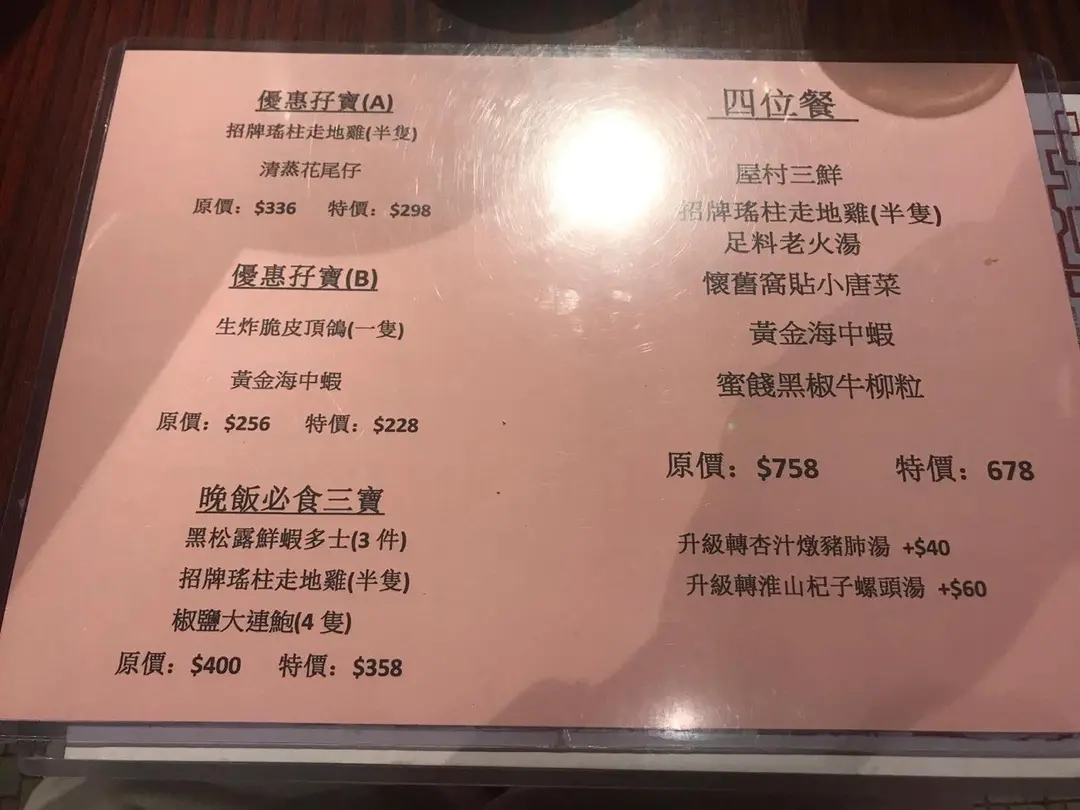 優惠孖寶(A)
招牌瑤柱走地雞(半隻)
清蒸花尾仔
原價：$336 特價：$298
優惠孖寶(B)
生炸脆皮頂鴿(一隻)
黃金海中蝦
原價：$256 特價：$228
晚飯必食三寶
黑松露鮮蝦多士(3 件)
招牌瑤柱走地雞(半隻)
椒鹽大連鮑(4 隻)
原價：$400 特價：$358
四位餐
屋村三鮮
招牌瑤柱走地雞(半隻)
足料老火湯
懷舊窩貼小唐菜
黃金海中蝦
蜜餞黑椒牛柳粒
原價：$758 特價：678
升級轉杏汁燉豬肺湯 +$40
升級轉淮山杞子螺頭湯 +$60